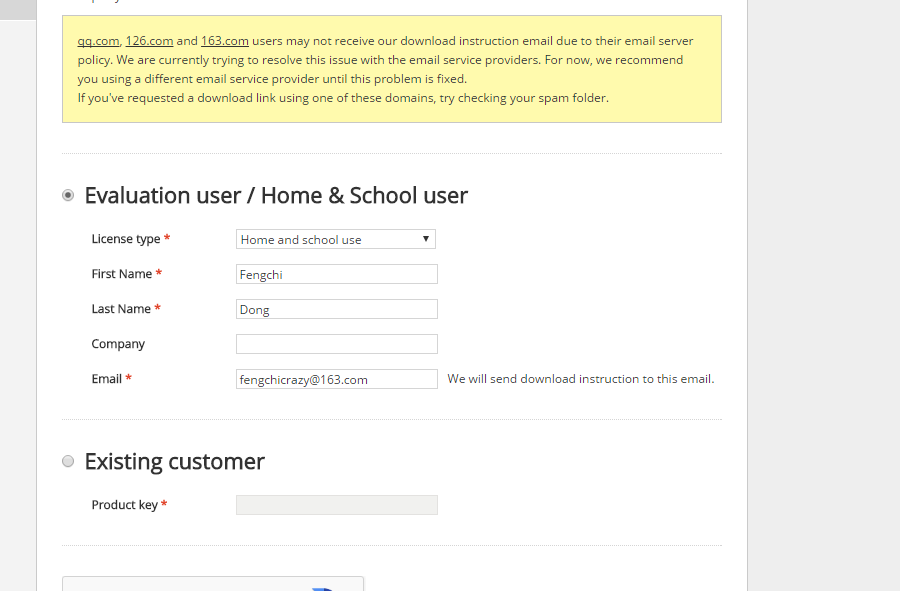 qq.com, 126.com and 163.com users may not receive our download instruction email due to their email server
policy. We are currently trying to resolve this issue with the email service providers. For now, we recommend
you using a different email service provider until this problem is fixed.
If you've requested a download link using one of these domains, try checking your spam folder.
Evaluation user / Home & School user
License type * Home and school use
First Name * Fengchi
Last Name * Dong
Company
Email * fengchicrazy@163.com We will send download instruction to this email.
Existing customer
Product key *